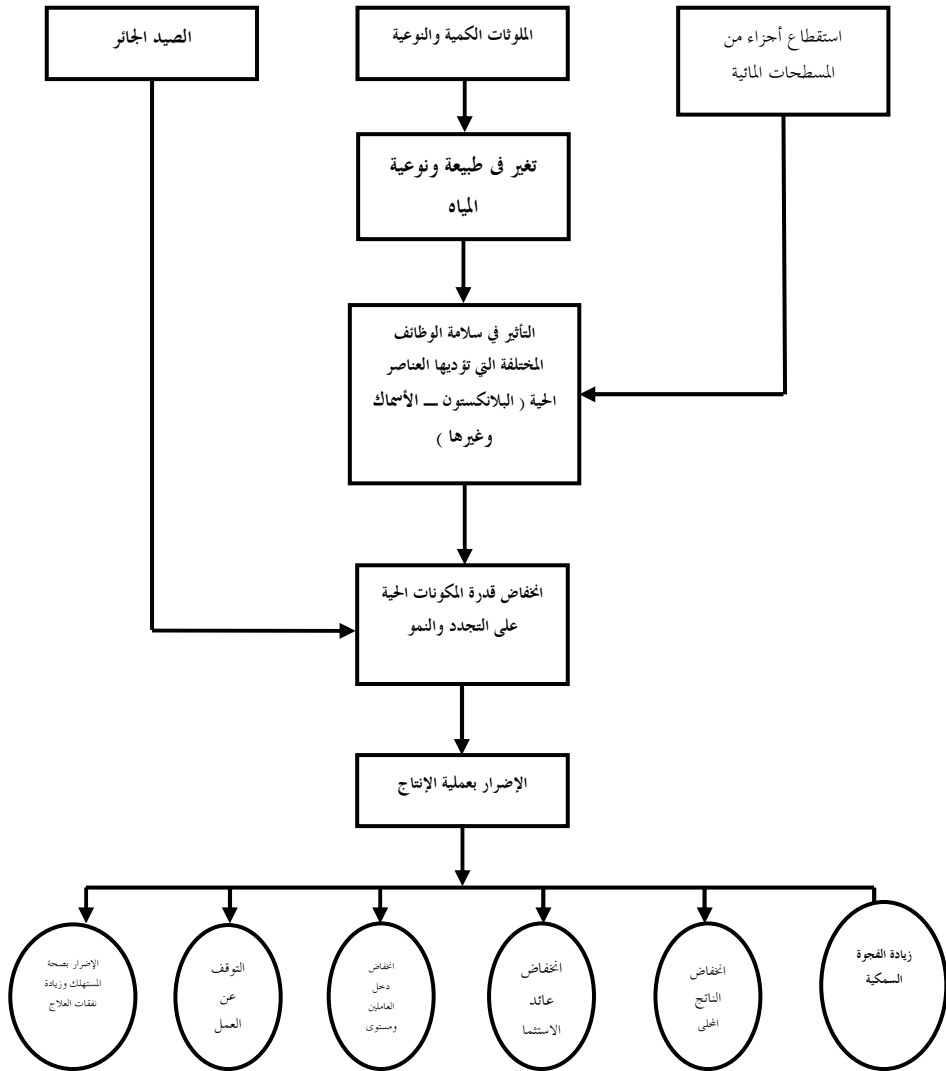 استقطاع أجزاء من
المسطحات المائية
الملوثات الكمية والنوعية
الصيد الجائر
تغير فى طبيعة ونوعية
المياه
التأثير في سلامة الوظائف
المختلفة التي تؤديها العناصر
الحية ( البلانكستون ــ الأسماك
وغيرها )
انخفاض قدرة المكونات الحية
على التجدد والنمو
الإضرار بعملية الإنتاج
زيادة الفجوة
السمكية
انخفاض
الناتج
المحلى
انخفاض
عائد
الاستثما
انخفاض
دخل
العاملين
ومستوى
التوقف
عن
العمل
الإضرار بصحة
المستهلك وزيادة
نفقات العلاج